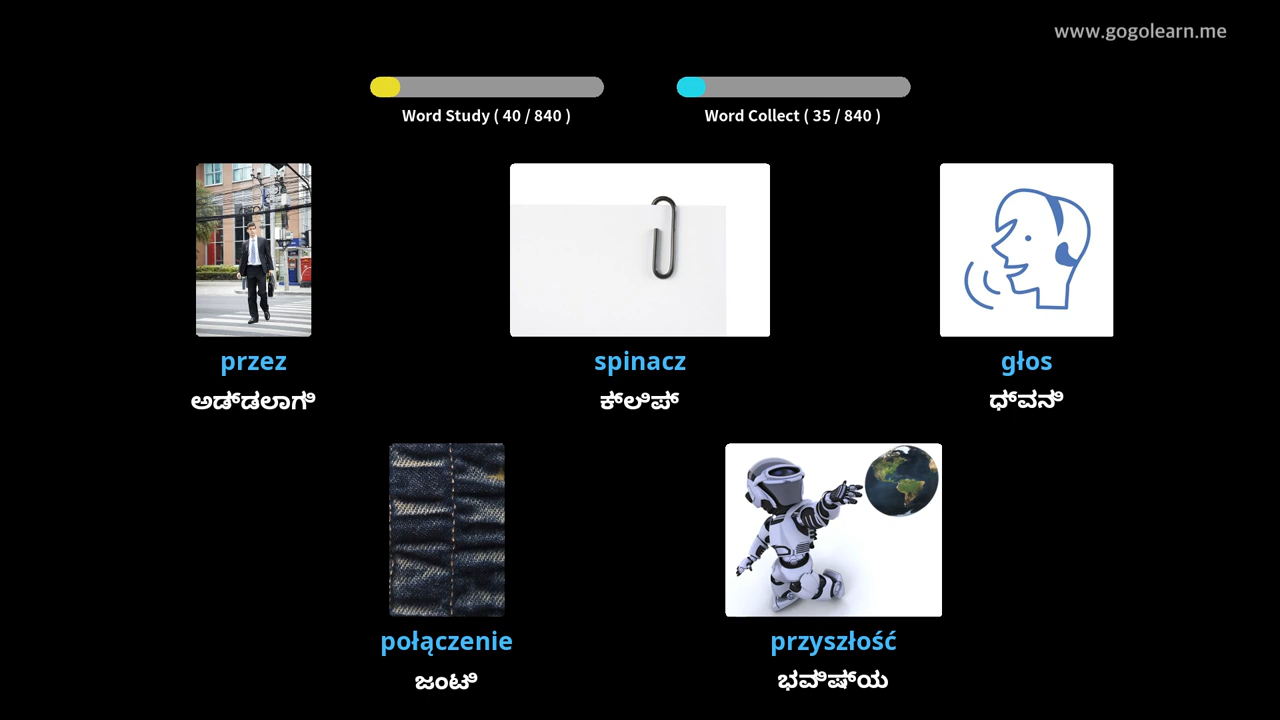 www.gogolearn.me
Word Study ( 40 / 840 )
Word Collect ( 35 / 840 )
przez
ಅಡ್ಡಲಾಗಿ
spinacz
ಕ್ಲಿಪ್
głos
ಧ್ವನಿ
połączenie
ಜಂಟಿ
przyszłość
ಭವಿಷ್ಯ